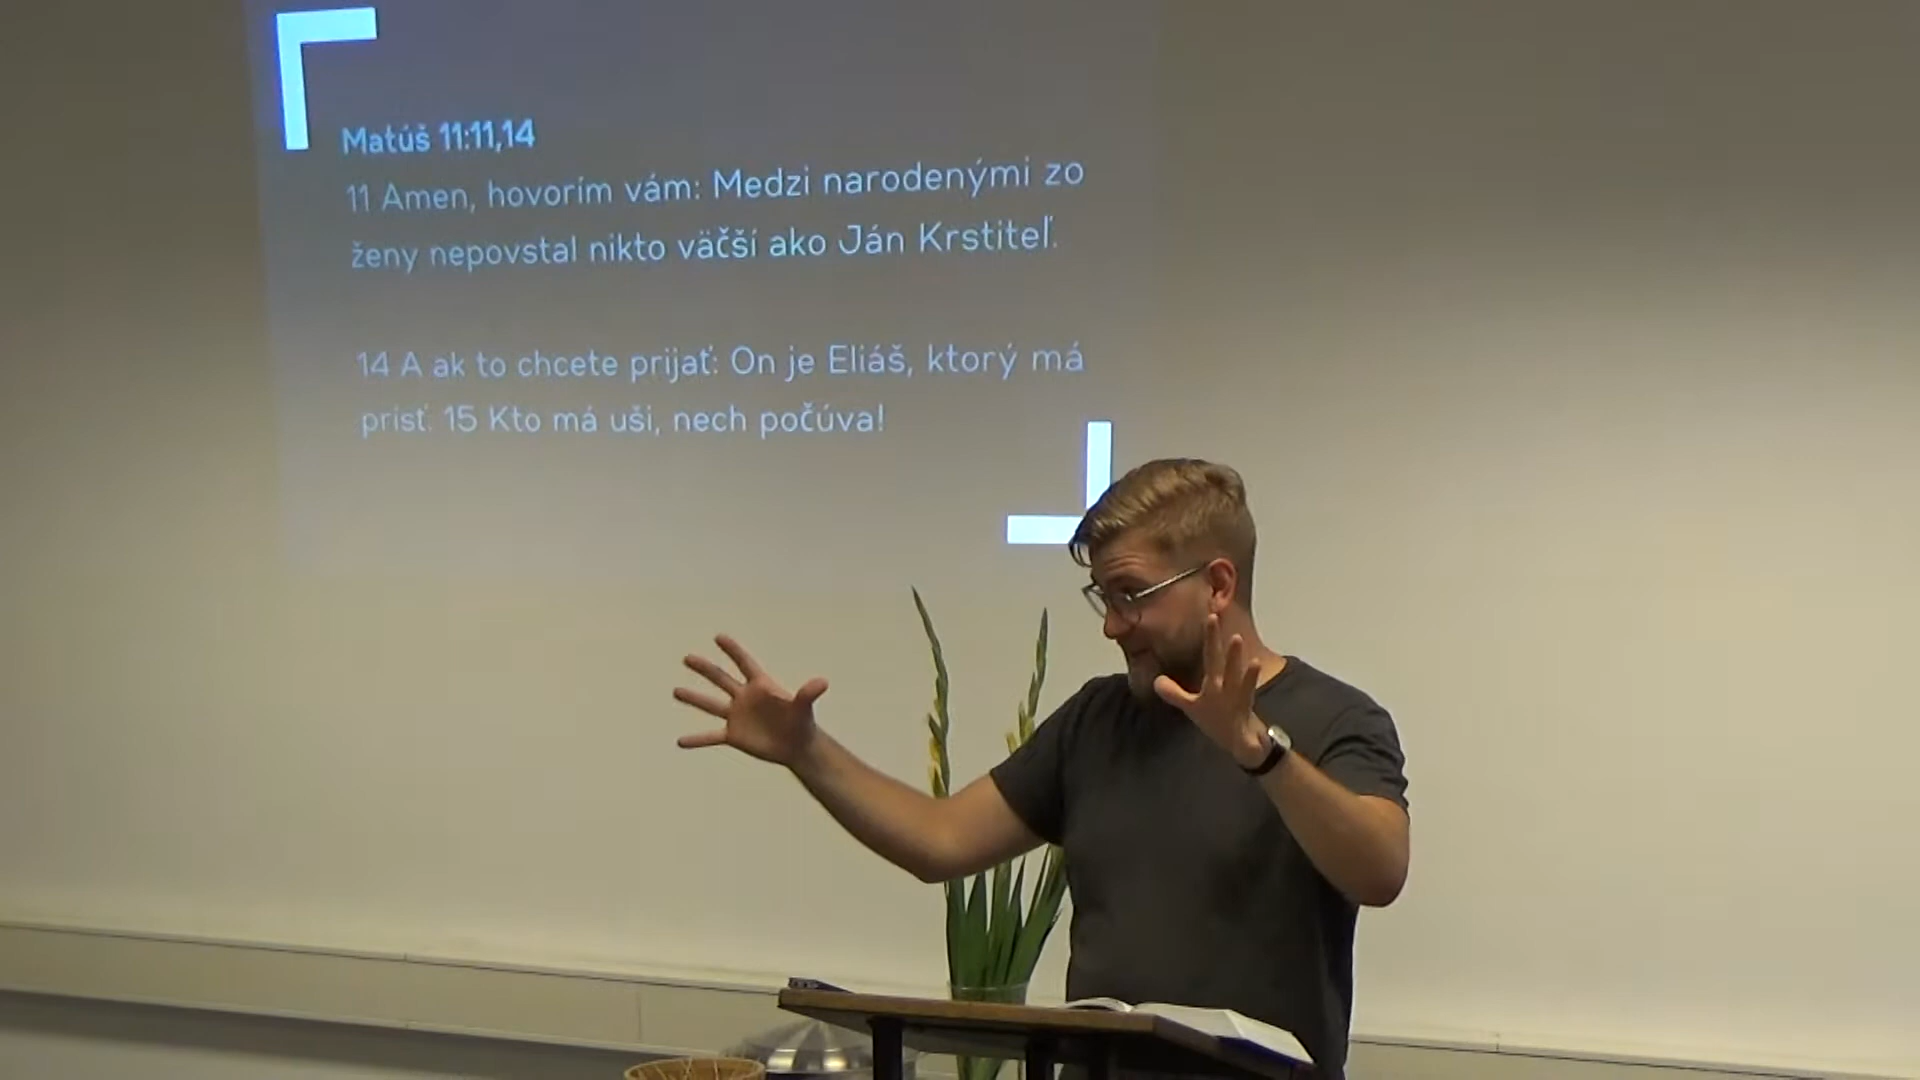 Matúš 11:11,14
11 Amen, hovorím vám: Medzi narodenými zo
ženy nepovstal nikto väčší ako Ján Krstiteľ.
14 A ak to chcete prijať: On je Eliáš, ktorý má
prísť. 15 Kto má uši, nech počúva!